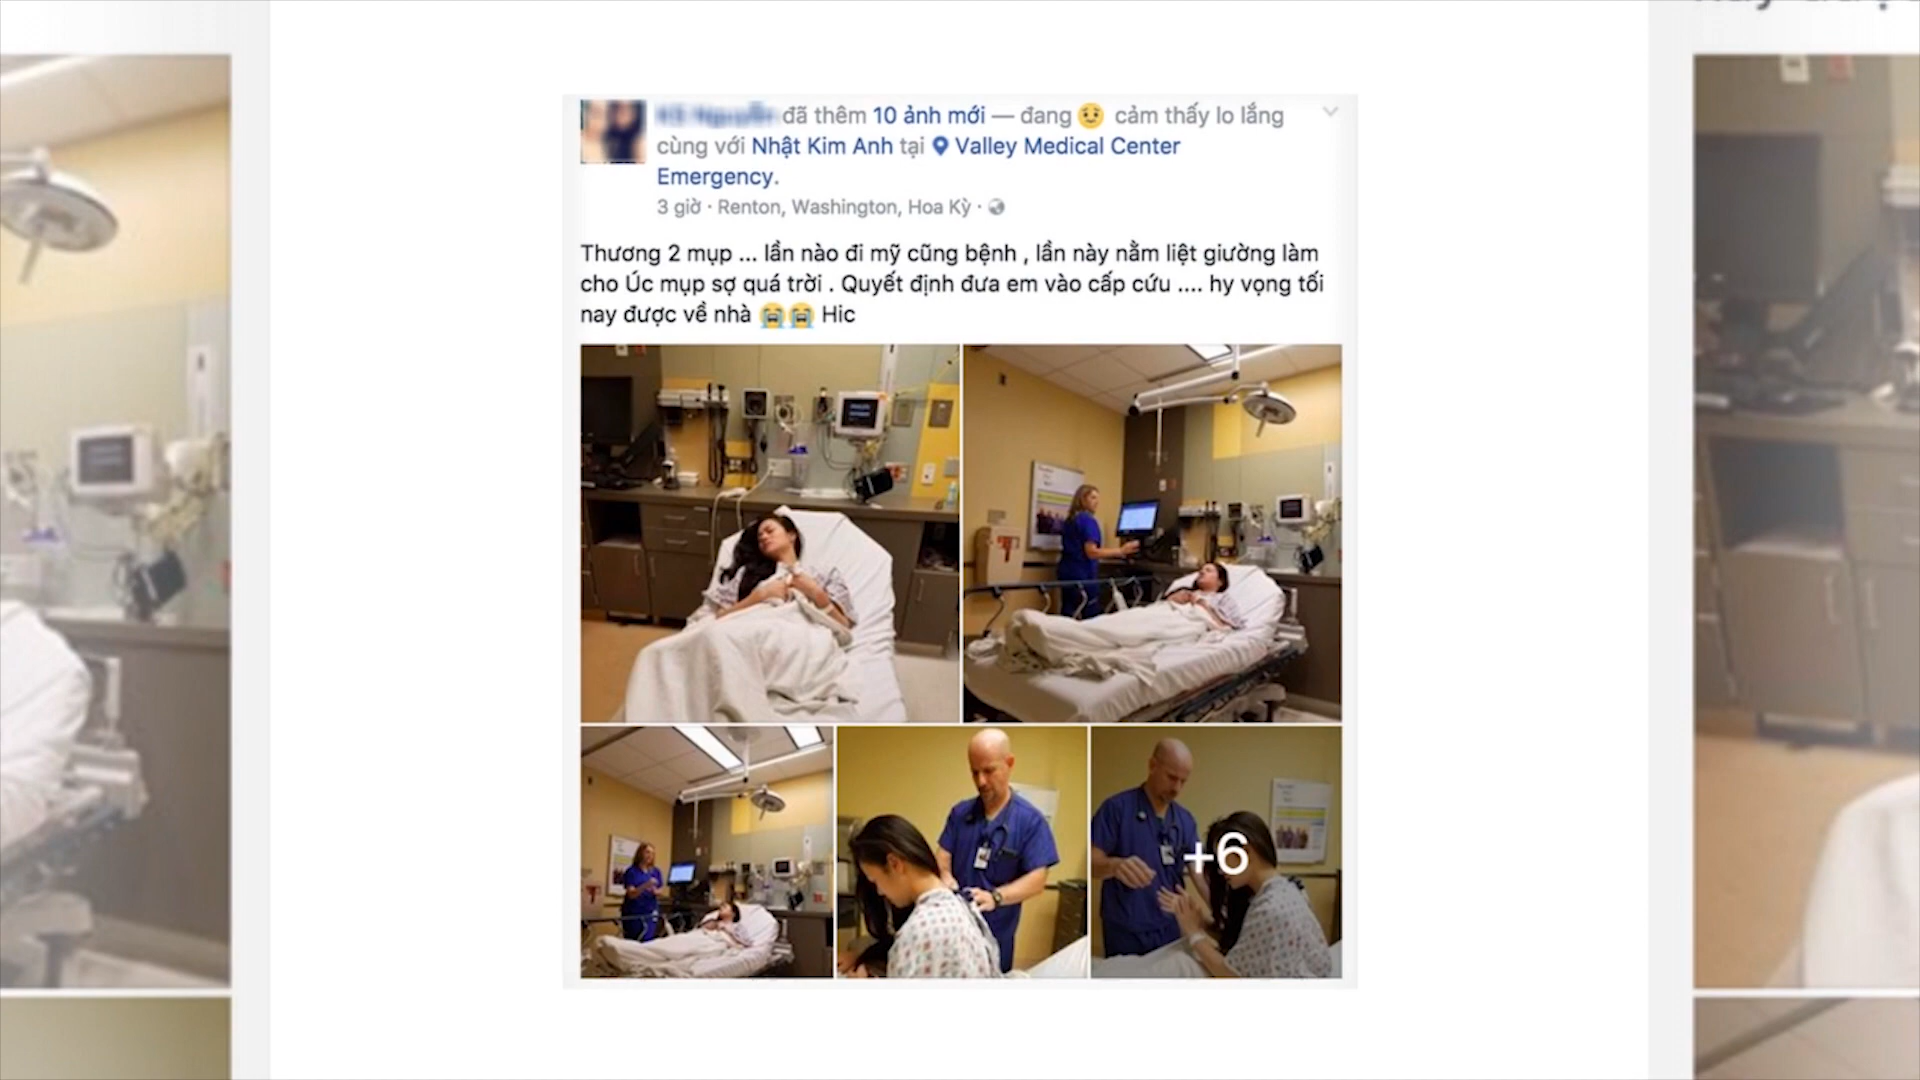 đã thêm 10 ảnh mới — đang 😟 cảm thấy lo lắng
cùng với Nhật Kim Anh tại Valley Medical Center
Emergency.
3 giờ · Renton, Washington, Hoa Kỳ ·
Thương 2 mụp ... lần nào đi mỹ cũng bệnh , lần này nằm liệt giường làm
cho Úc mụp sợ quá trời . Quyết định đưa em vào cấp cứu .... hy vọng tối
nay được về nhà 😭😭 Hic
+6